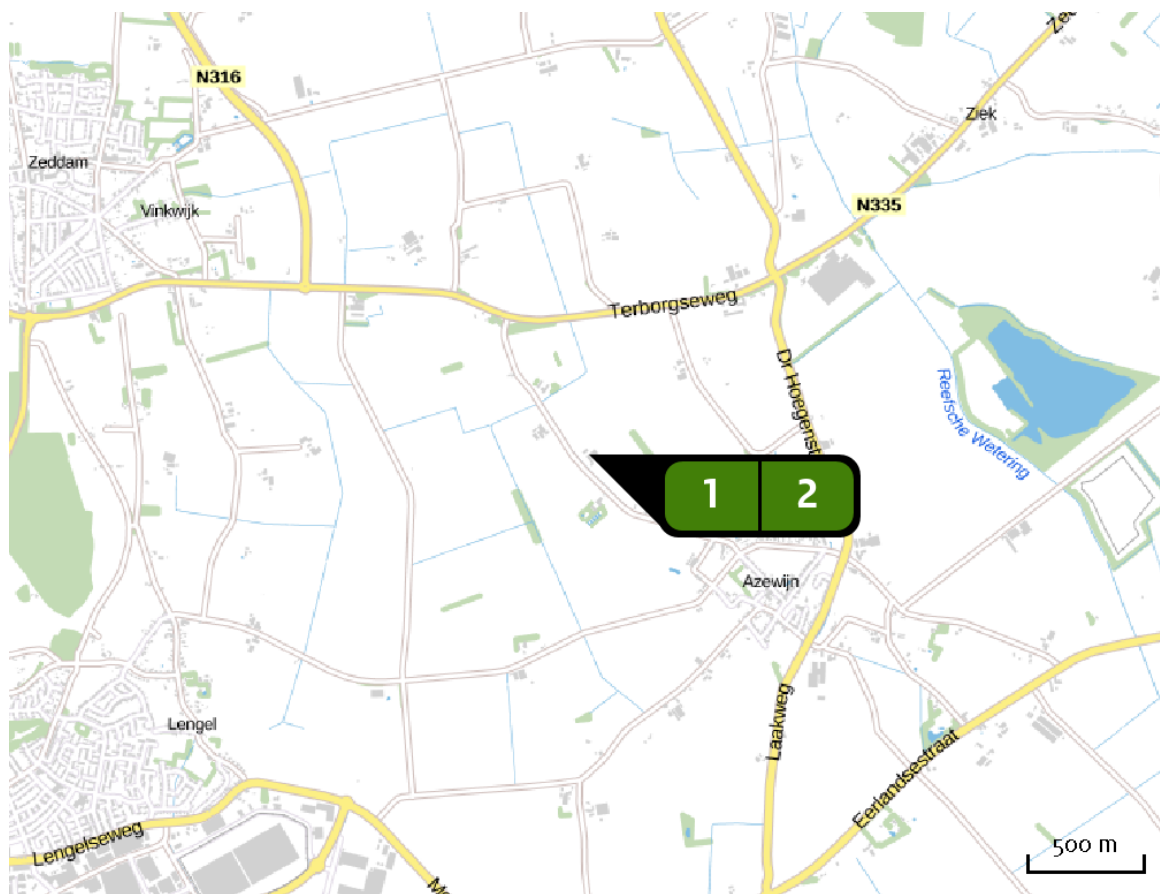 N316
Ziek
Zeddam
Vinkwijk
N335
Terborgseweg
Dr Hoegenst
Reefsche Wetering
1 2
Azewijn
Laakweg
Lengel
Eerlandsestraat
Lengelseweg
500 m